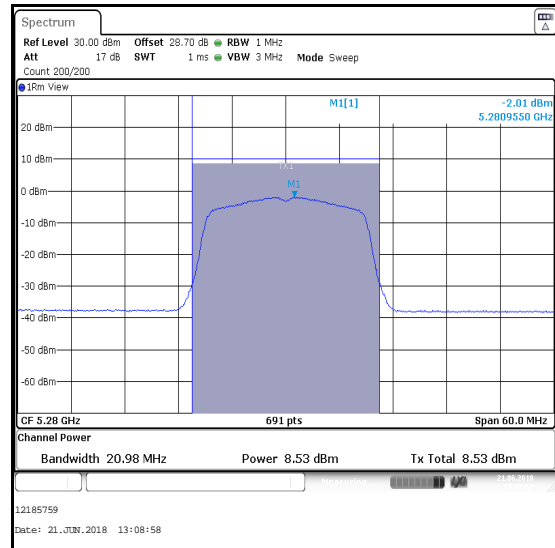 Spectrum
Ref Level 30.00 dBm Offset 28.70 dB RBW 1 MHz
Att 17 dB SWT 1 ms VBW 3 MHz Mode Sweep
Count 200/200
1Rm View
M1[1] -2.01 dBm
5.2809550 GHz
20 dBm
10 dBm
TX1
0 dBm
M1
-10 dBm
-20 dBm
-30 dBm
-40 dBm
-50 dBm
-60 dBm
CF 5.28 GHz 691 pts Span 60.0 MHz
Channel Power
Bandwidth 20.98 MHz Power 8.53 dBm Tx Total 8.53 dBm
Measuring... 21.06.2018
12185759
Date: 21.JUN.2018 13:08:58